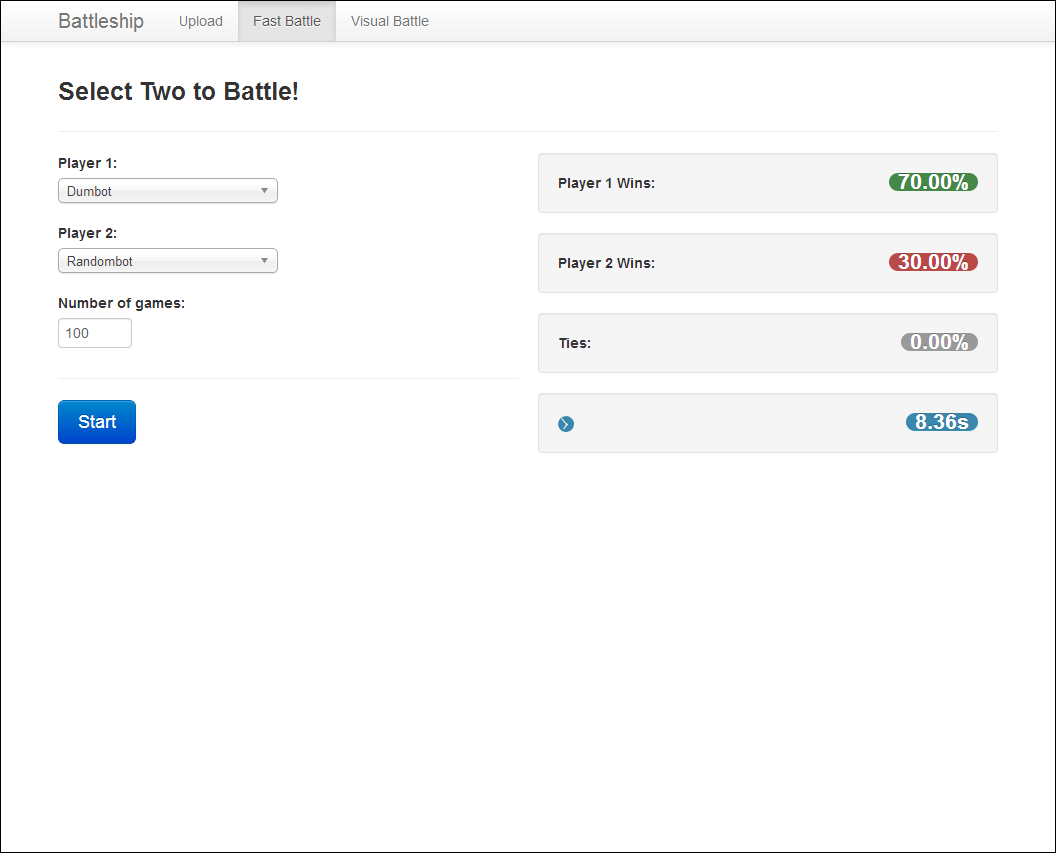 Battleship Upload Fast Battle Visual Battle
Select Two to Battle!
Player 1:
Dumbot
Player 2:
Randombot
Number of games:
100
Start
Player 1 Wins: 70.00%
Player 2 Wins: 30.00%
Ties: 0.00%
8.36s